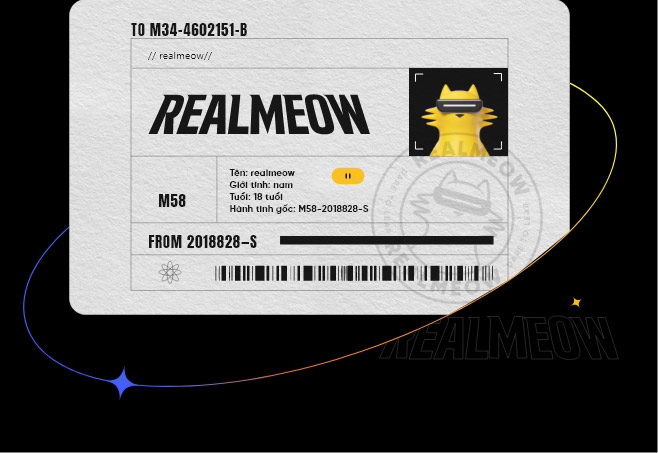 TO M34-4602151-B
// realmeow//
REALMEOW
Tên: realmeow
Giới tính: nam
Tuổi: 18 tuổi
Hành tinh gốc: M58-2018828-S
M58
FROM 2018828-S
REALMEOW
REALMEOW
REALMEOW